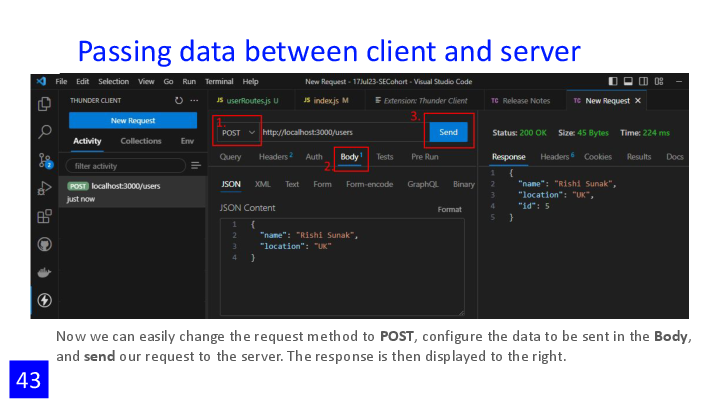 Passing data between client and server
File Edit Selection View Go Run Terminal Help New Request - 17Jul23-SECohort - Visual Studio Code
THUNDER CLIENT
JS userRoutes.js U JS index.js M Extension: Thunder Client TC Release Notes TC New Request
New Request
Activity Collections Env
filter activity
POST localhost:3000/users
just now
1. 3.
POST http://localhost:3000/users Send
Status: 200 OK Size: 45 Bytes Time: 224 ms
Query Headers 2 Auth Body 1 Tests Pre Run
2.
Response Headers 6 Cookies Results Docs
JSON XML Text Form Form-encode GraphQL Binary
JSON Content Format
1 {
2 "name": "Rishi Sunak",
3 "location": "UK"
4 }
1 {
2 "name": "Rishi Sunak",
3 "location": "UK",
4 "id": 5
5 }
2
Now we can easily change the request method to POST, configure the data to be sent in the Body,
and send our request to the server. The response is then displayed to the right.
43